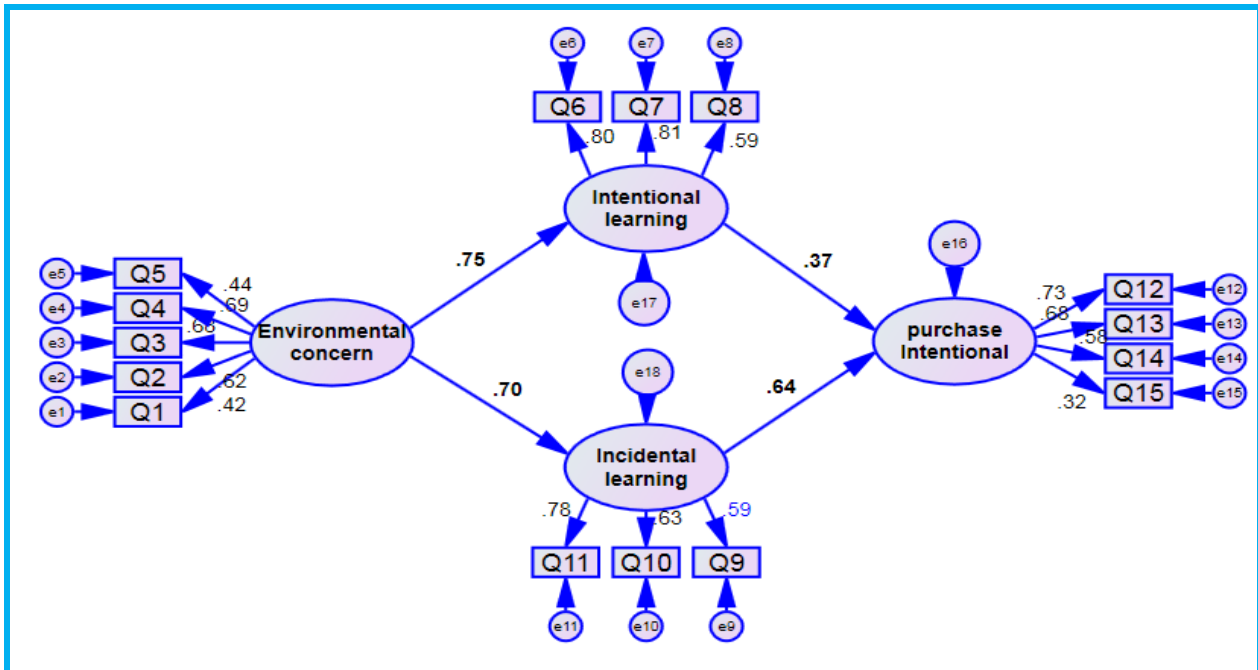 e6
e7
e8
Q6
Q7
Q8
.80
.81
.59
Intentional
learning
e17
.75
.37
e5
Q5
.44
e4
Q4
.69
e3
Q3
.66
e2
Q2
.62
e1
Q1
.42
Environmental
concern
e16
purchase
Intentional
.73
Q12
e12
.68
Q13
e13
.58
Q14
e14
.32
Q15
e15
.70
.64
e18
Incidental
learning
.78
.63
.59
Q11
Q10
Q9
e11
e10
e9